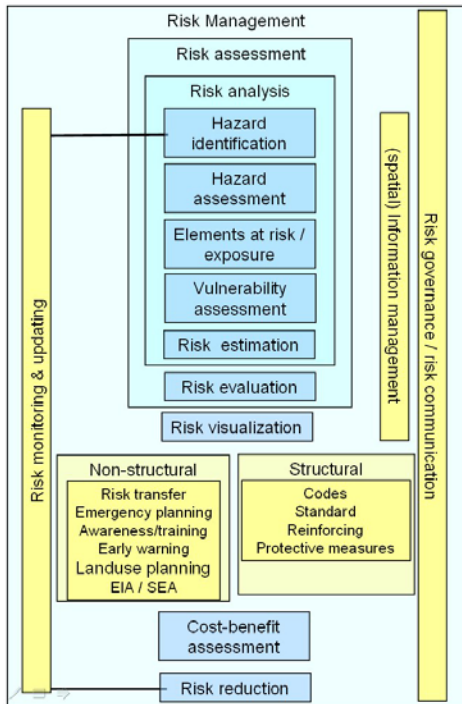 Risk Management
Risk assessment
Risk analysis
Hazard
identification
Hazard
assessment
Elements at risk /
exposure
Vulnerability
assessment
Risk estimation
Risk evaluation
Risk visualization
Non-structural
Risk transfer
Emergency planning
Awareness/training
Early warning
Landuse planning
EIA / SEA
Structural
Codes
Standard
Reinforcing
Protective measures
Cost-benefit
assessment
Risk reduction
Risk monitoring & updating
(spatial) Information management
Risk governance / risk communication